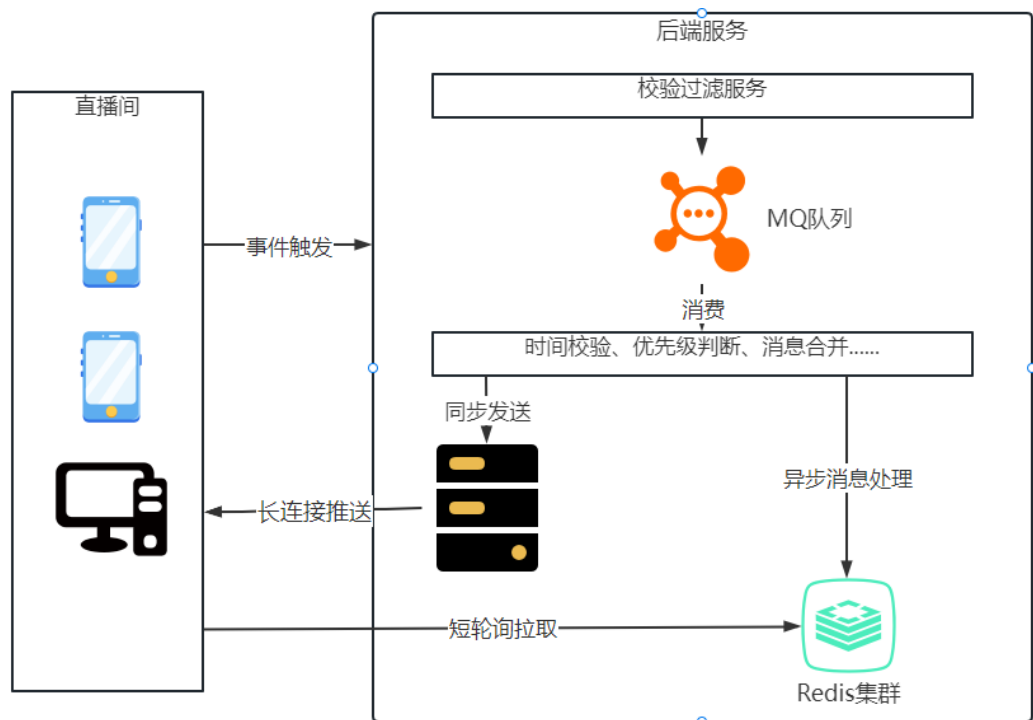 后端服务
直播间
校验过滤服务
MQ队列
事件触发
消费
时间校验、优先级判断、消息合并......
同步发送
异步消息处理
长连接推送
短轮询拉取
Redis集群